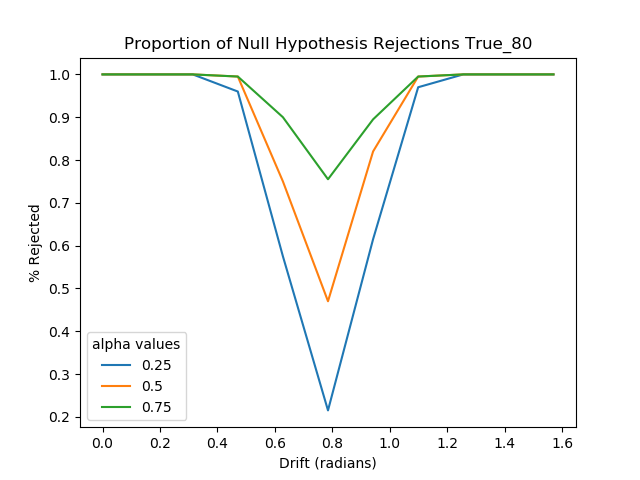 Proportion of Null Hypothesis Rejections True_80
1.0
0.9
0.8
0.7
0.6
0.5
0.4
0.3
0.2
% Rejected
alpha values
0.25
0.5
0.75
0.0 0.2 0.4 0.6 0.8 1.0 1.2 1.4 1.6
Drift (radians)